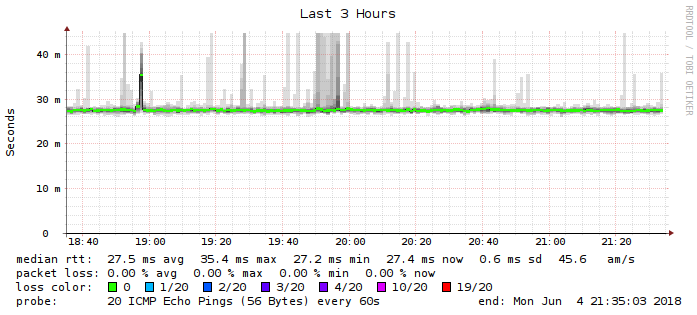 Last 3 Hours
RRDTOOL / TOBI OETIKER
Seconds
40 m
30 m
20 m
10 m
0
18:40 19:00 19:20 19:40 20:00 20:20 20:40 21:00 21:20
median rtt: 27.5 ms avg 35.4 ms max 27.2 ms min 27.4 ms now 0.6 ms sd 45.6 am/s
packet loss: 0.00 % avg 0.00 % max 0.00 % min 0.00 % now
loss color: 0 1/20 2/20 3/20 4/20 10/20 19/20
probe: 20 ICMP Echo Pings (56 Bytes) every 60s end: Mon Jun 4 21:35:03 2018